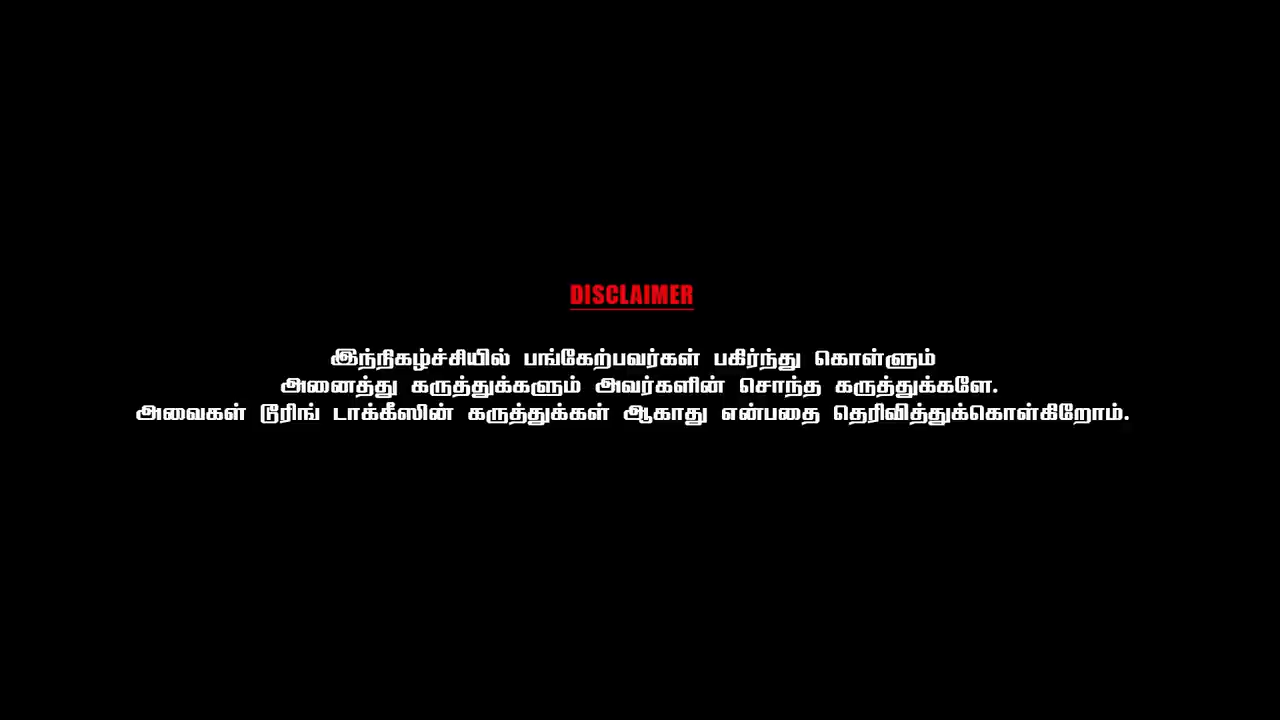 DISCLAIMER
இந்நிகழ்ச்சியில் பங்கேற்பவர்கள் பகிர்ந்து கொள்ளும்
அனைத்து கருத்துக்களும் அவர்களின் சொந்த கருத்துக்களே.
அவைகள் டூரிங் டாக்கீஸின் கருத்துக்கள் ஆகாது என்பதை தெரிவித்துக்கொள்கிறோம்.